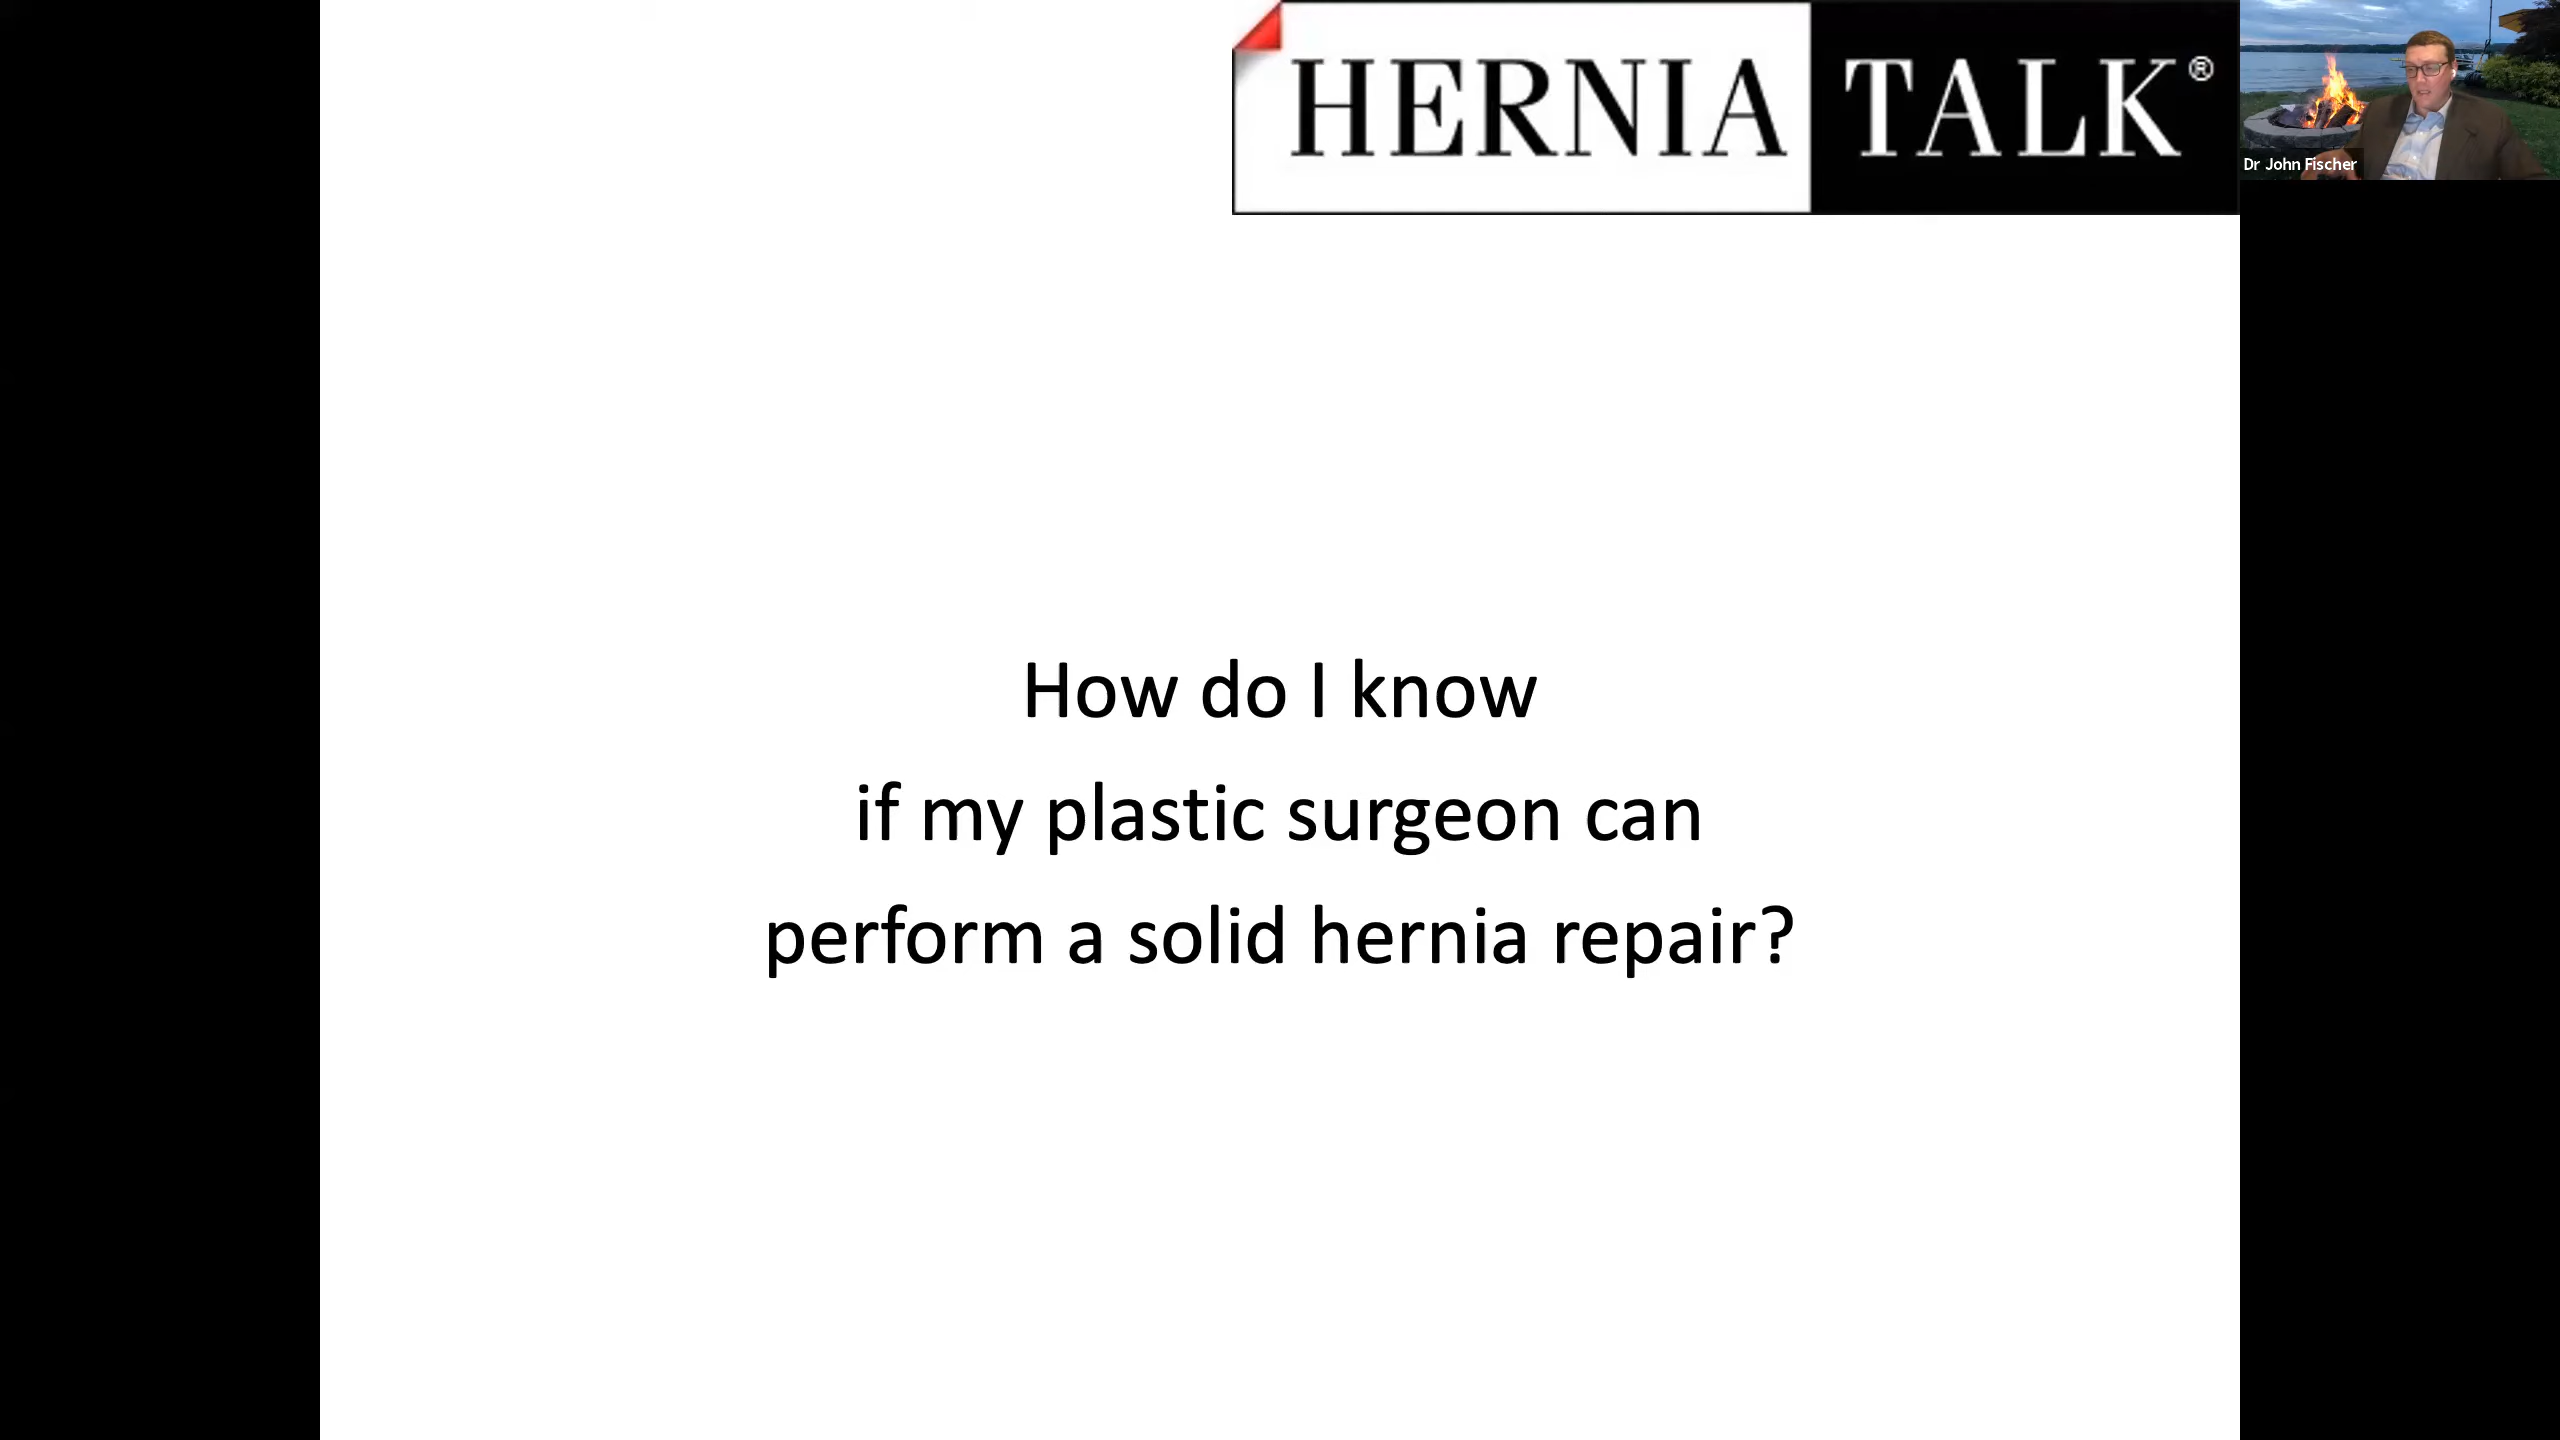 HERNIA TALK®
Dr John Fischer
How do I know
if my plastic surgeon can
perform a solid hernia repair?